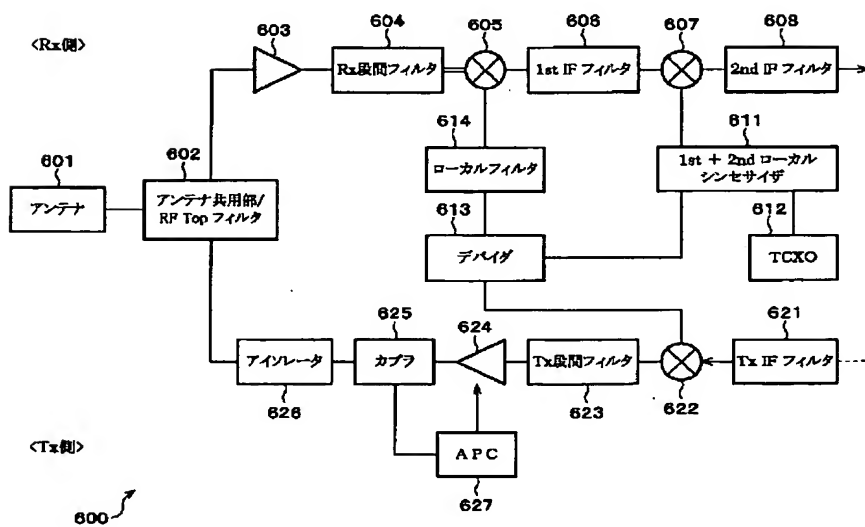 <Rx側>
603
604
Rx段間フィルタ
605
606
1st IF フィルタ
607
608
2nd IF フィルタ
614
ローカルフィルタ
611
1st + 2nd ローカル
シンセサイザ
601
アンテナ
602
アンテナ共用部/
RF Top フィルタ
613
デバイダ
612
TCXO
625
カプラ
624
621
Tx IF フィルタ
アイソレータ
626
Tx段間フィルタ
623
622
APC
627
<Tx側>
600